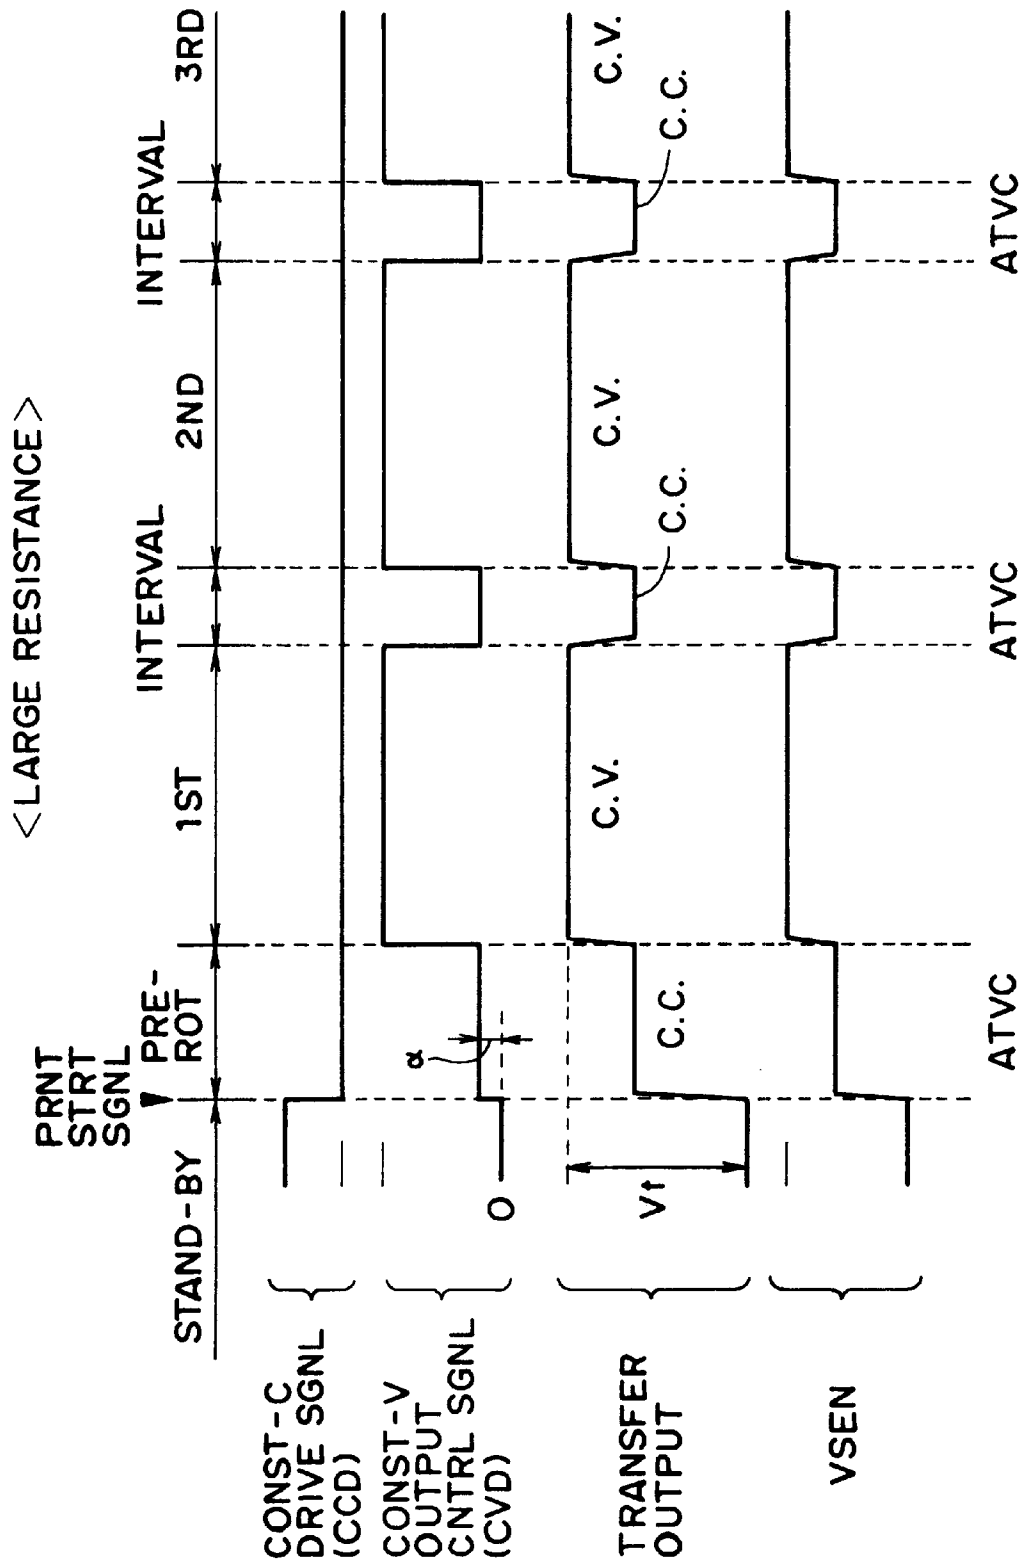 <LARGE RESISTANCE>
PRNT
STRT
SGNL
STAND-BY
PRE-
ROT
1ST
INTERVAL
2ND
INTERVAL
3RD
CONST-C
DRIVE SGNL
(CCD)
CONST-V
OUTPUT
CNTRL SGNL
(CVD)
O
α
TRANSFER
OUTPUT
Vt
C.C.
C.V.
C.C.
C.V.
C.C.
C.V.
VSEN
ATVC
ATVC
ATVC